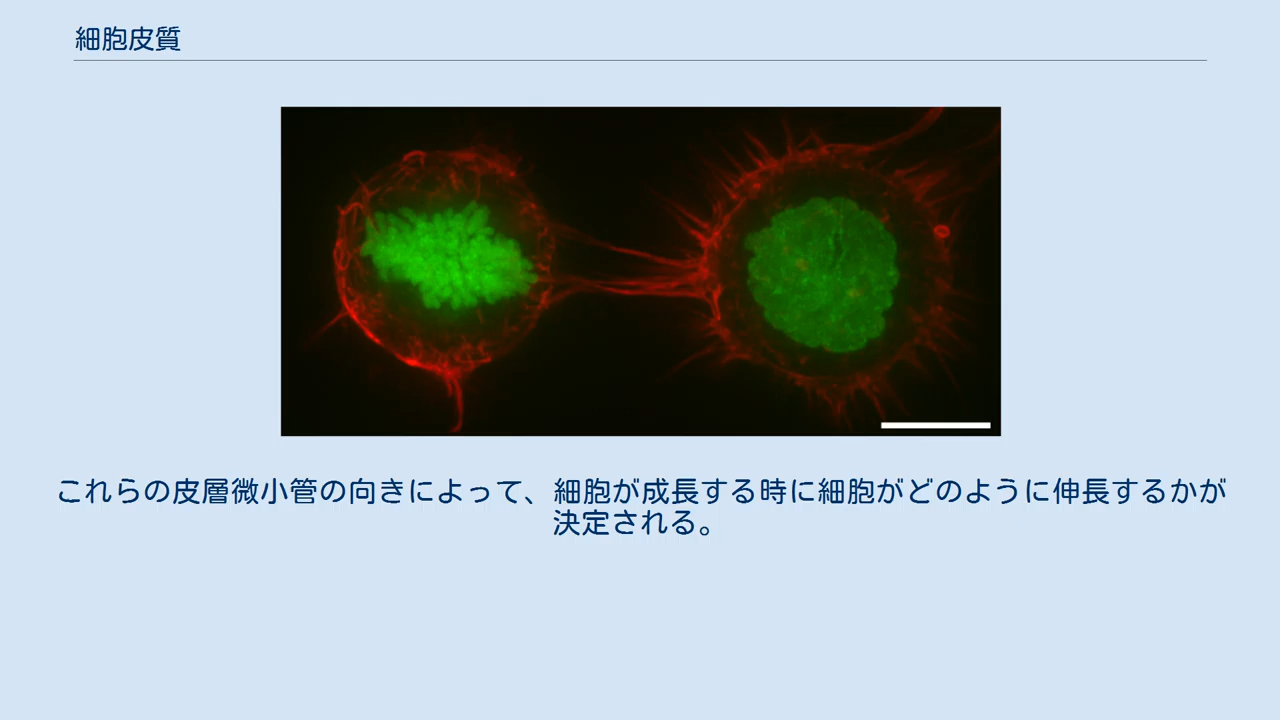 細胞皮質
これらの皮層微小管の向きによって、細胞が成長する時に細胞がどのように伸長するかが
決定される。